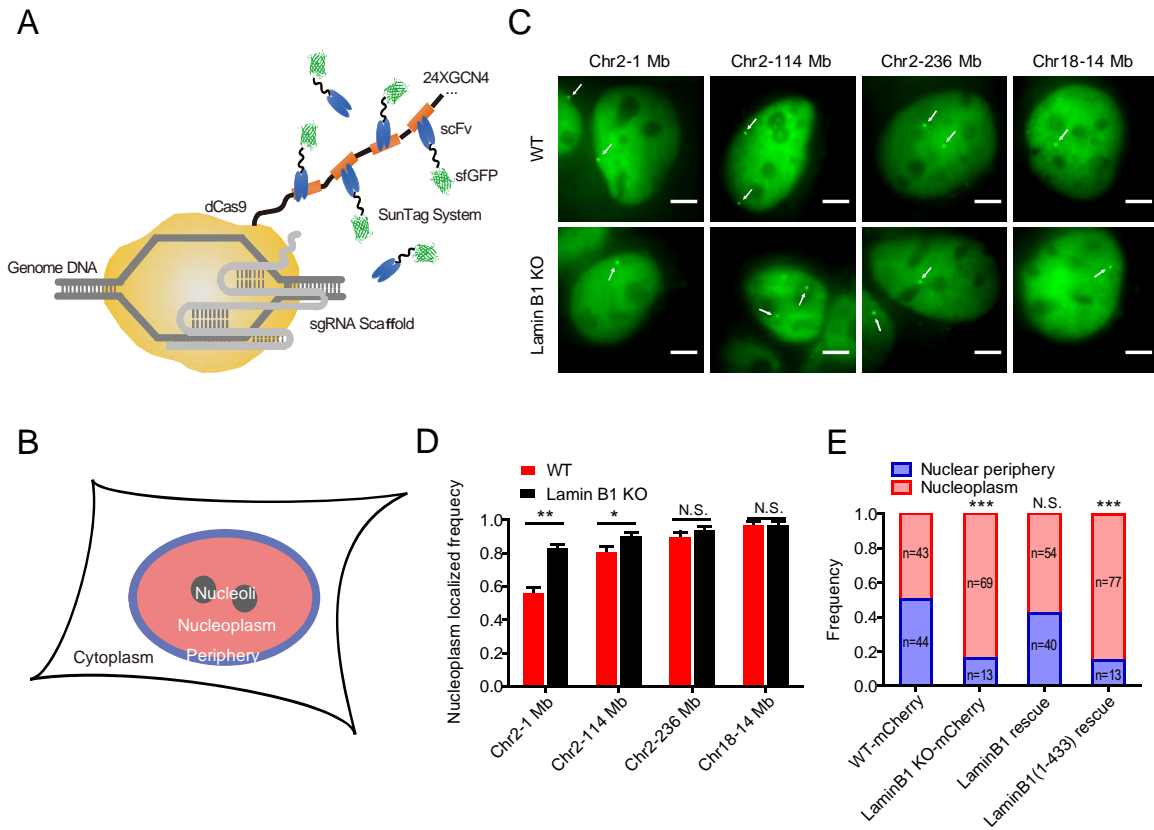 A
24XGCN4
...
scFv
sfGFP
dCas9
SunTag System
Genome DNA
sgRNA Scaffold
B
Nucleoli
Nucleoplasm
Cytoplasm
Periphery
C
Chr2-1 Mb
Chr2-114 Mb
Chr2-236 Mb
Chr18-14 Mb
WT
Lamin B1 KO
D
WT
Lamin B1 KO
Nucleoplasm localized frequecy
1.0
0.8
0.6
0.4
0.2
0.0
**
*
N.S.
N.S.
Chr2-1 Mb
Chr2-114 Mb
Chr2-236 Mb
Chr18-14 Mb
E
Nuclear periphery
Nucleoplasm
Frequency
1.0
0.8
0.6
0.4
0.2
0.0
***
N.S.
***
n=43
n=69
n=54
n=77
n=44
n=13
n=40
n=13
WT-mCherry
LaminB1 KO-mCherry
LaminB1 rescue
LaminB1(1-433) rescue